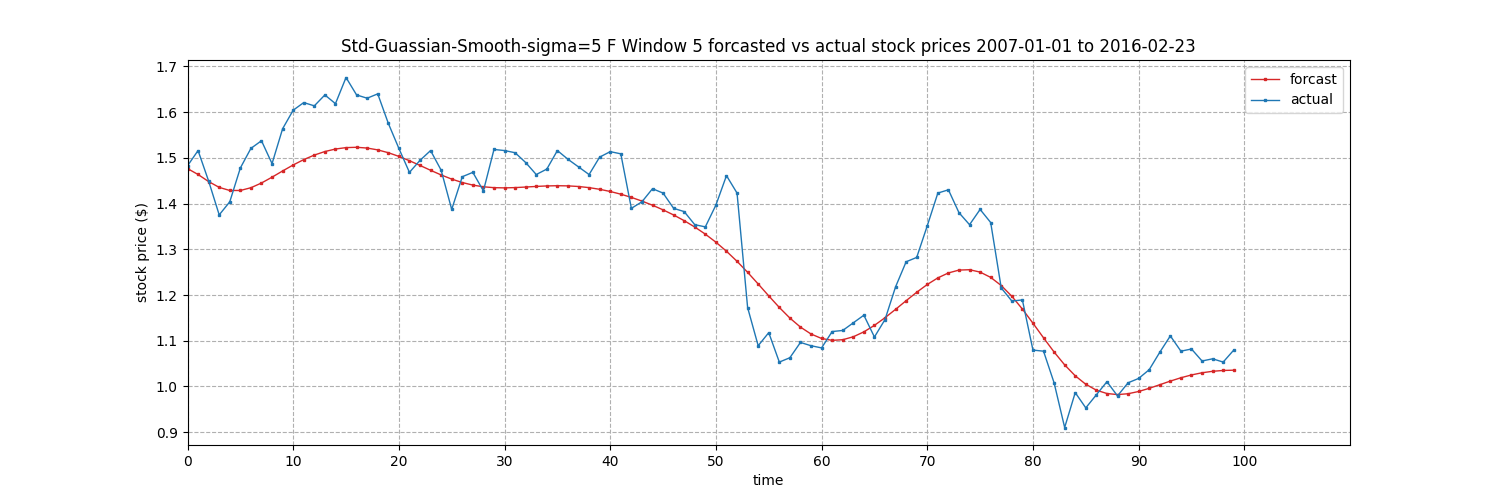 Std-Guassian-Smooth-sigma=5 F Window 5 forcasted vs actual stock prices 2007-01-01 to 2016-02-23
1.7
1.6
1.5
1.4
1.3
1.2
1.1
1.0
0.9
stock price ($)
forcast
actual
0 10 20 30 40 50 60 70 80 90 100
time